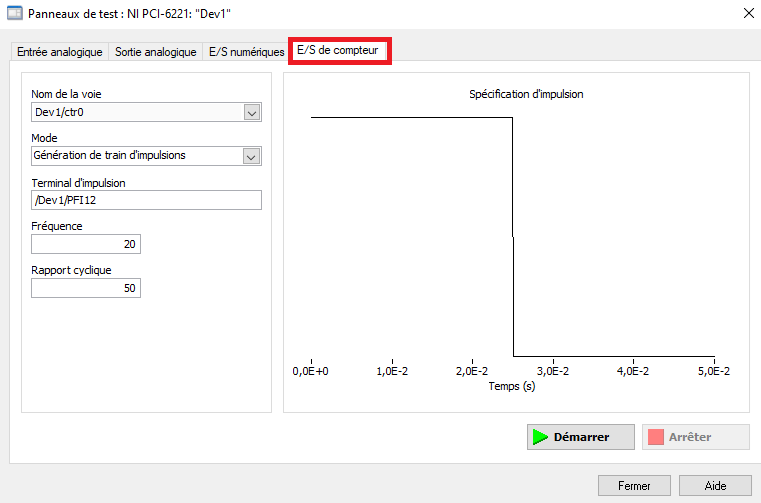 Panneaux de test : NI PCI-6221: "Dev1"
Entrée analogique Sortie analogique E/S numériques E/S de compteur
Nom de la voie
Dev1/ctr0
Mode
Génération de train d'impulsions
Terminal d'impulsion
/Dev1/PFI12
Fréquence
20
Rapport cyclique
50
Spécification d'impulsion
0,0E+0 1,0E-2 2,0E-2 3,0E-2 4,0E-2 5,0E-2
Temps (s)
Démarrer Arrêter
Fermer Aide